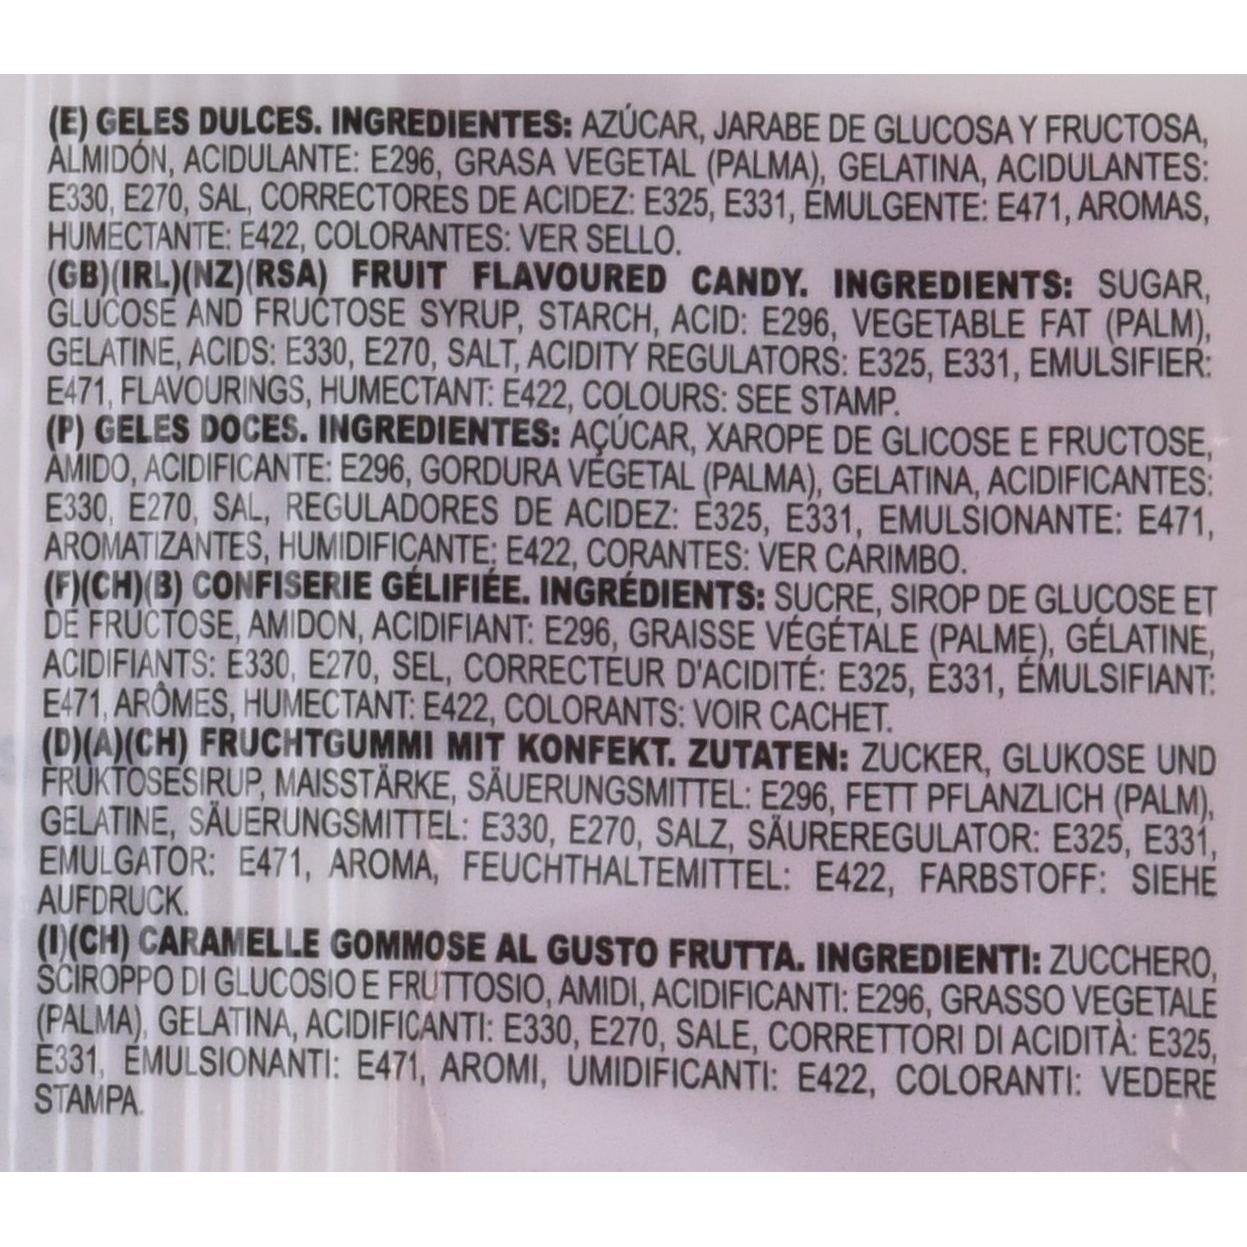 (E) GELES DULCES. INGREDIENTES: AZÚCAR, JARABE DE GLUCOSA Y FRUCTOSA,
ALMIDÓN, ACIDULANTE: E296, GRASA VEGETAL (PALMA), GELATINA, ACIDULANTES:
E330, E270, SAL, CORRECTORES DE ACIDEZ: E325, E331, EMULGENTE: E471, AROMAS,
HUMECTANTE: E422, COLORANTES: VER SELLO.
(GB)(IRL)(NZ)(RSA) FRUIT FLAVOURED CANDY. INGREDIENTS: SUGAR,
GLUCOSE AND FRUCTOSE SYRUP, STARCH, ACID: E296, VEGETABLE FAT (PALM),
GELATINE, ACIDS: E330, E270, SALT, ACIDITY REGULATORS: E325, E331, EMULSIFIER:
E471, FLAVOURINGS, HUMECTANT: E422, COLOURS: SEE STAMP.
(P) GELES DOCES. INGREDIENTES: AÇÚCAR, XAROPE DE GLICOSE E FRUCTOSE,
AMIDO, ACIDIFICANTE: E296, GORDURA VEGETAL (PALMA), GELATINA, ACIDIFICANTES:
E330, E270, SAL, REGULADORES DE ACIDEZ: E325, E331, EMULSIONANTE: E471,
AROMATIZANTES, HUMIDIFICANTE: E422, CORANTES: VER CARIMBO.
(F)(CH)(B) CONFISERIE GÉLIFIÉE. INGRÉDIENTS: SUCRE, SIROP DE GLUCOSE ET
DE FRUCTOSE, AMIDON, ACIDIFIANT: E296, GRAISSE VÉGÉTALE (PALME), GÉLATINE,
ACIDIFIANTS: E330, E270, SEL, CORRECTEUR D'ACIDITÉ: E325, E331, ÉMULSIFIANT:
E471, ARÔMES, HUMECTANT: E422, COLORANTS: VOIR CACHET.
(D)(A)(CH) FRUCHTGUMMI MIT KONFEKT. ZUTATEN: ZUCKER, GLUKOSE UND
FRUKTOSESIRUP, MAISSTÄRKE, SÄUERUNGSMITTEL: E296, FETT PFLANZLICH (PALM),
GELATINE, SÄUERUNGSMITTEL: E330, E270, SALZ, SÄUREREGULATOR: E325, E331,
EMULGATOR: E471, AROMA, FEUCHTHALTEMITTEL: E422, FARBSTOFF: SIEHE
AUFDRUCK.
(I)(CH) CARAMELLE GOMMOSE AL GUSTO FRUTTA. INGREDIENTI: ZUCCHERO,
SCIROPPO DI GLUCOSIO E FRUTTOSIO, AMIDI, ACIDIFICANTI: E296, GRASSO VEGETALE
(PALMA), GELATINA, ACIDIFICANTI: E330, E270, SALE, CORRETTORI DI ACIDITÀ: E325,
E331, EMULSIONANTI: E471, AROMI, UMIDIFICANTI: E422, COLORANTI: VEDERE
STAMPA.